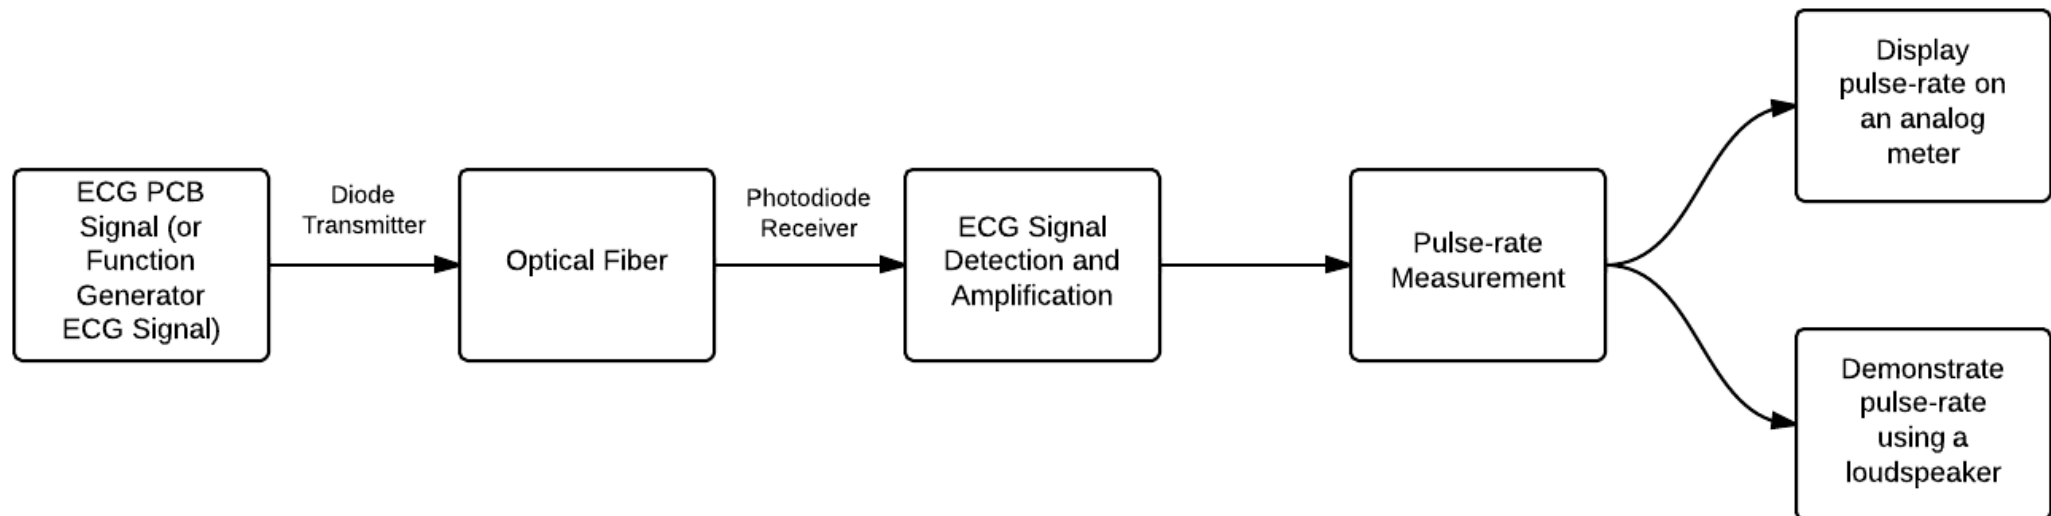 ECG PCB
Signal (or
Function
Generator
ECG Signal)
Diode
Transmitter
Optical Fiber
Photodiode
Receiver
ECG Signal
Detection and
Amplification
Pulse-rate
Measurement
Display
pulse-rate on
an analog
meter
Demonstrate
pulse-rate
using a
loudspeaker